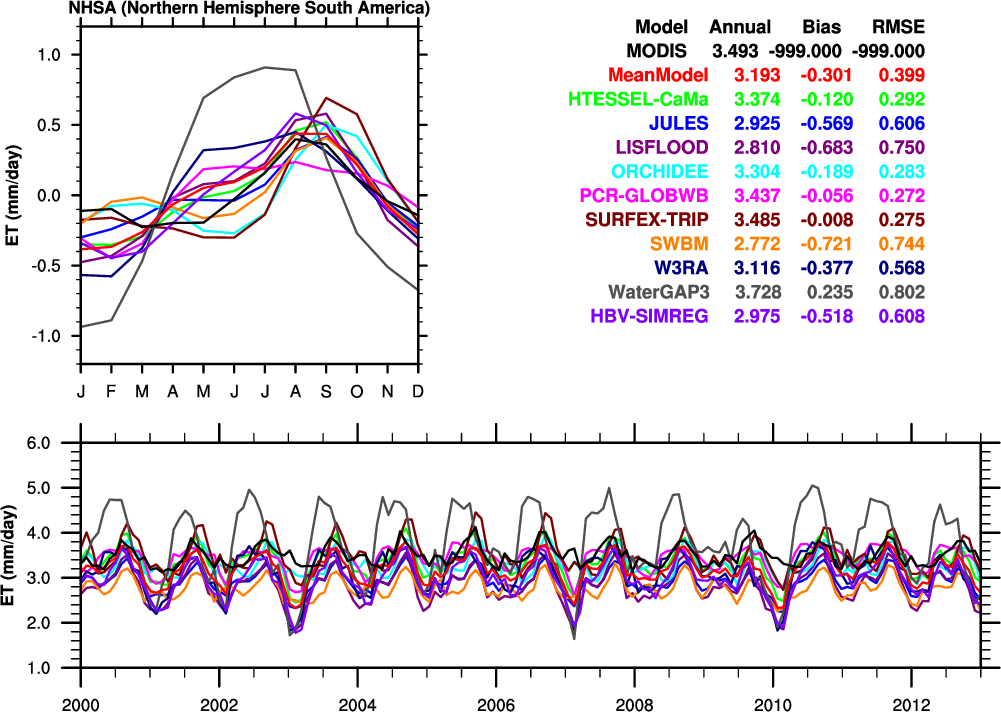 NHSA (Northern Hemisphere South America)
ET (mm/day)
1.0
0.5
0.0
-0.5
-1.0
J F M A M J J A S O N D
Model Annual Bias RMSE
MODIS 3.493 -999.000 -999.000
MeanModel 3.193 -0.301 0.399
HTESSEL-CaMa 3.374 -0.120 0.292
JULES 2.925 -0.569 0.606
LISFLOOD 2.810 -0.683 0.750
ORCHIDEE 3.304 -0.189 0.283
PCR-GLOBWB 3.437 -0.056 0.272
SURFEX-TRIP 3.485 -0.008 0.275
SWBM 2.772 -0.721 0.744
W3RA 3.116 -0.377 0.568
WaterGAP3 3.728 0.235 0.802
HBV-SIMREG 2.975 -0.518 0.608
ET (mm/day)
6.0
5.0
4.0
3.0
2.0
1.0
2000 2002 2004 2006 2008 2010 2012